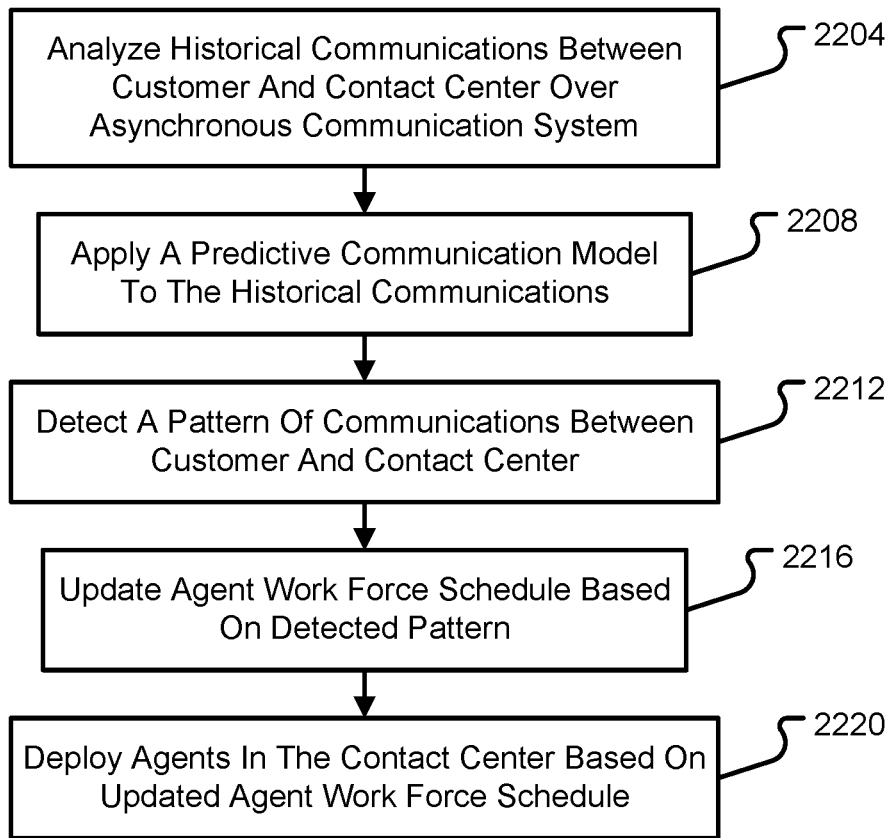 Analyze Historical Communications Between
Customer And Contact Center Over
Asynchronous Communication System
2204
Apply A Predictive Communication Model
To The Historical Communications
2208
Detect A Pattern Of Communications Between
Customer And Contact Center
2212
Update Agent Work Force Schedule Based
On Detected Pattern
2216
Deploy Agents In The Contact Center Based On
Updated Agent Work Force Schedule
2220